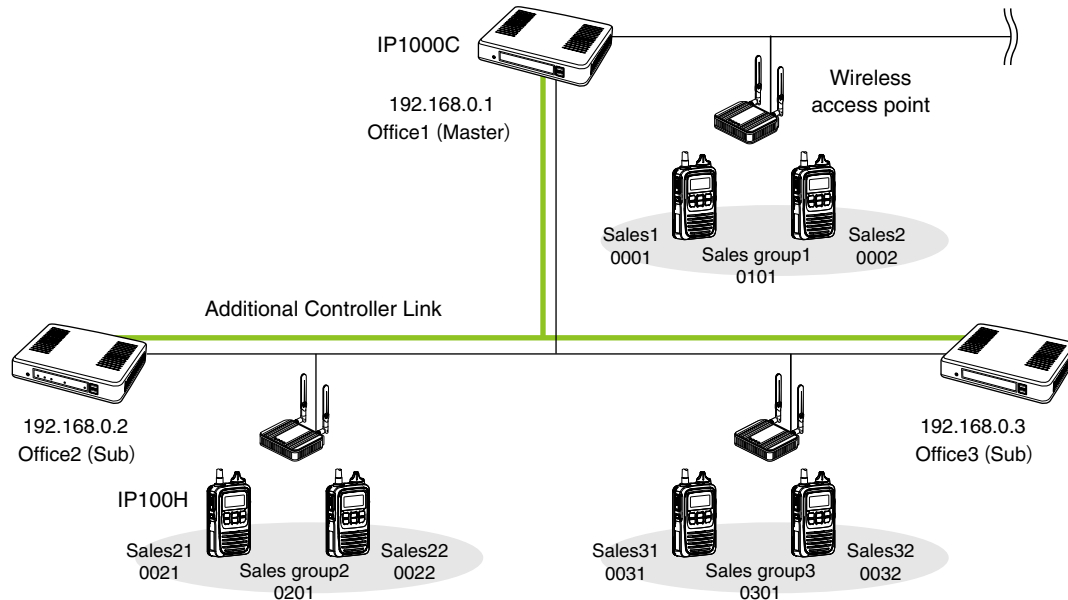 IP1000C
192.168.0.1
Office1 (Master)
Wireless
access point
Sales1
0001
Sales group1
0101
Sales2
0002
Additional Controller Link
192.168.0.2
Office2 (Sub)
192.168.0.3
Office3 (Sub)
IP100H
Sales21
0021
Sales group2
0201
Sales22
0022
Sales31
0031
Sales group3
0301
Sales32
0032